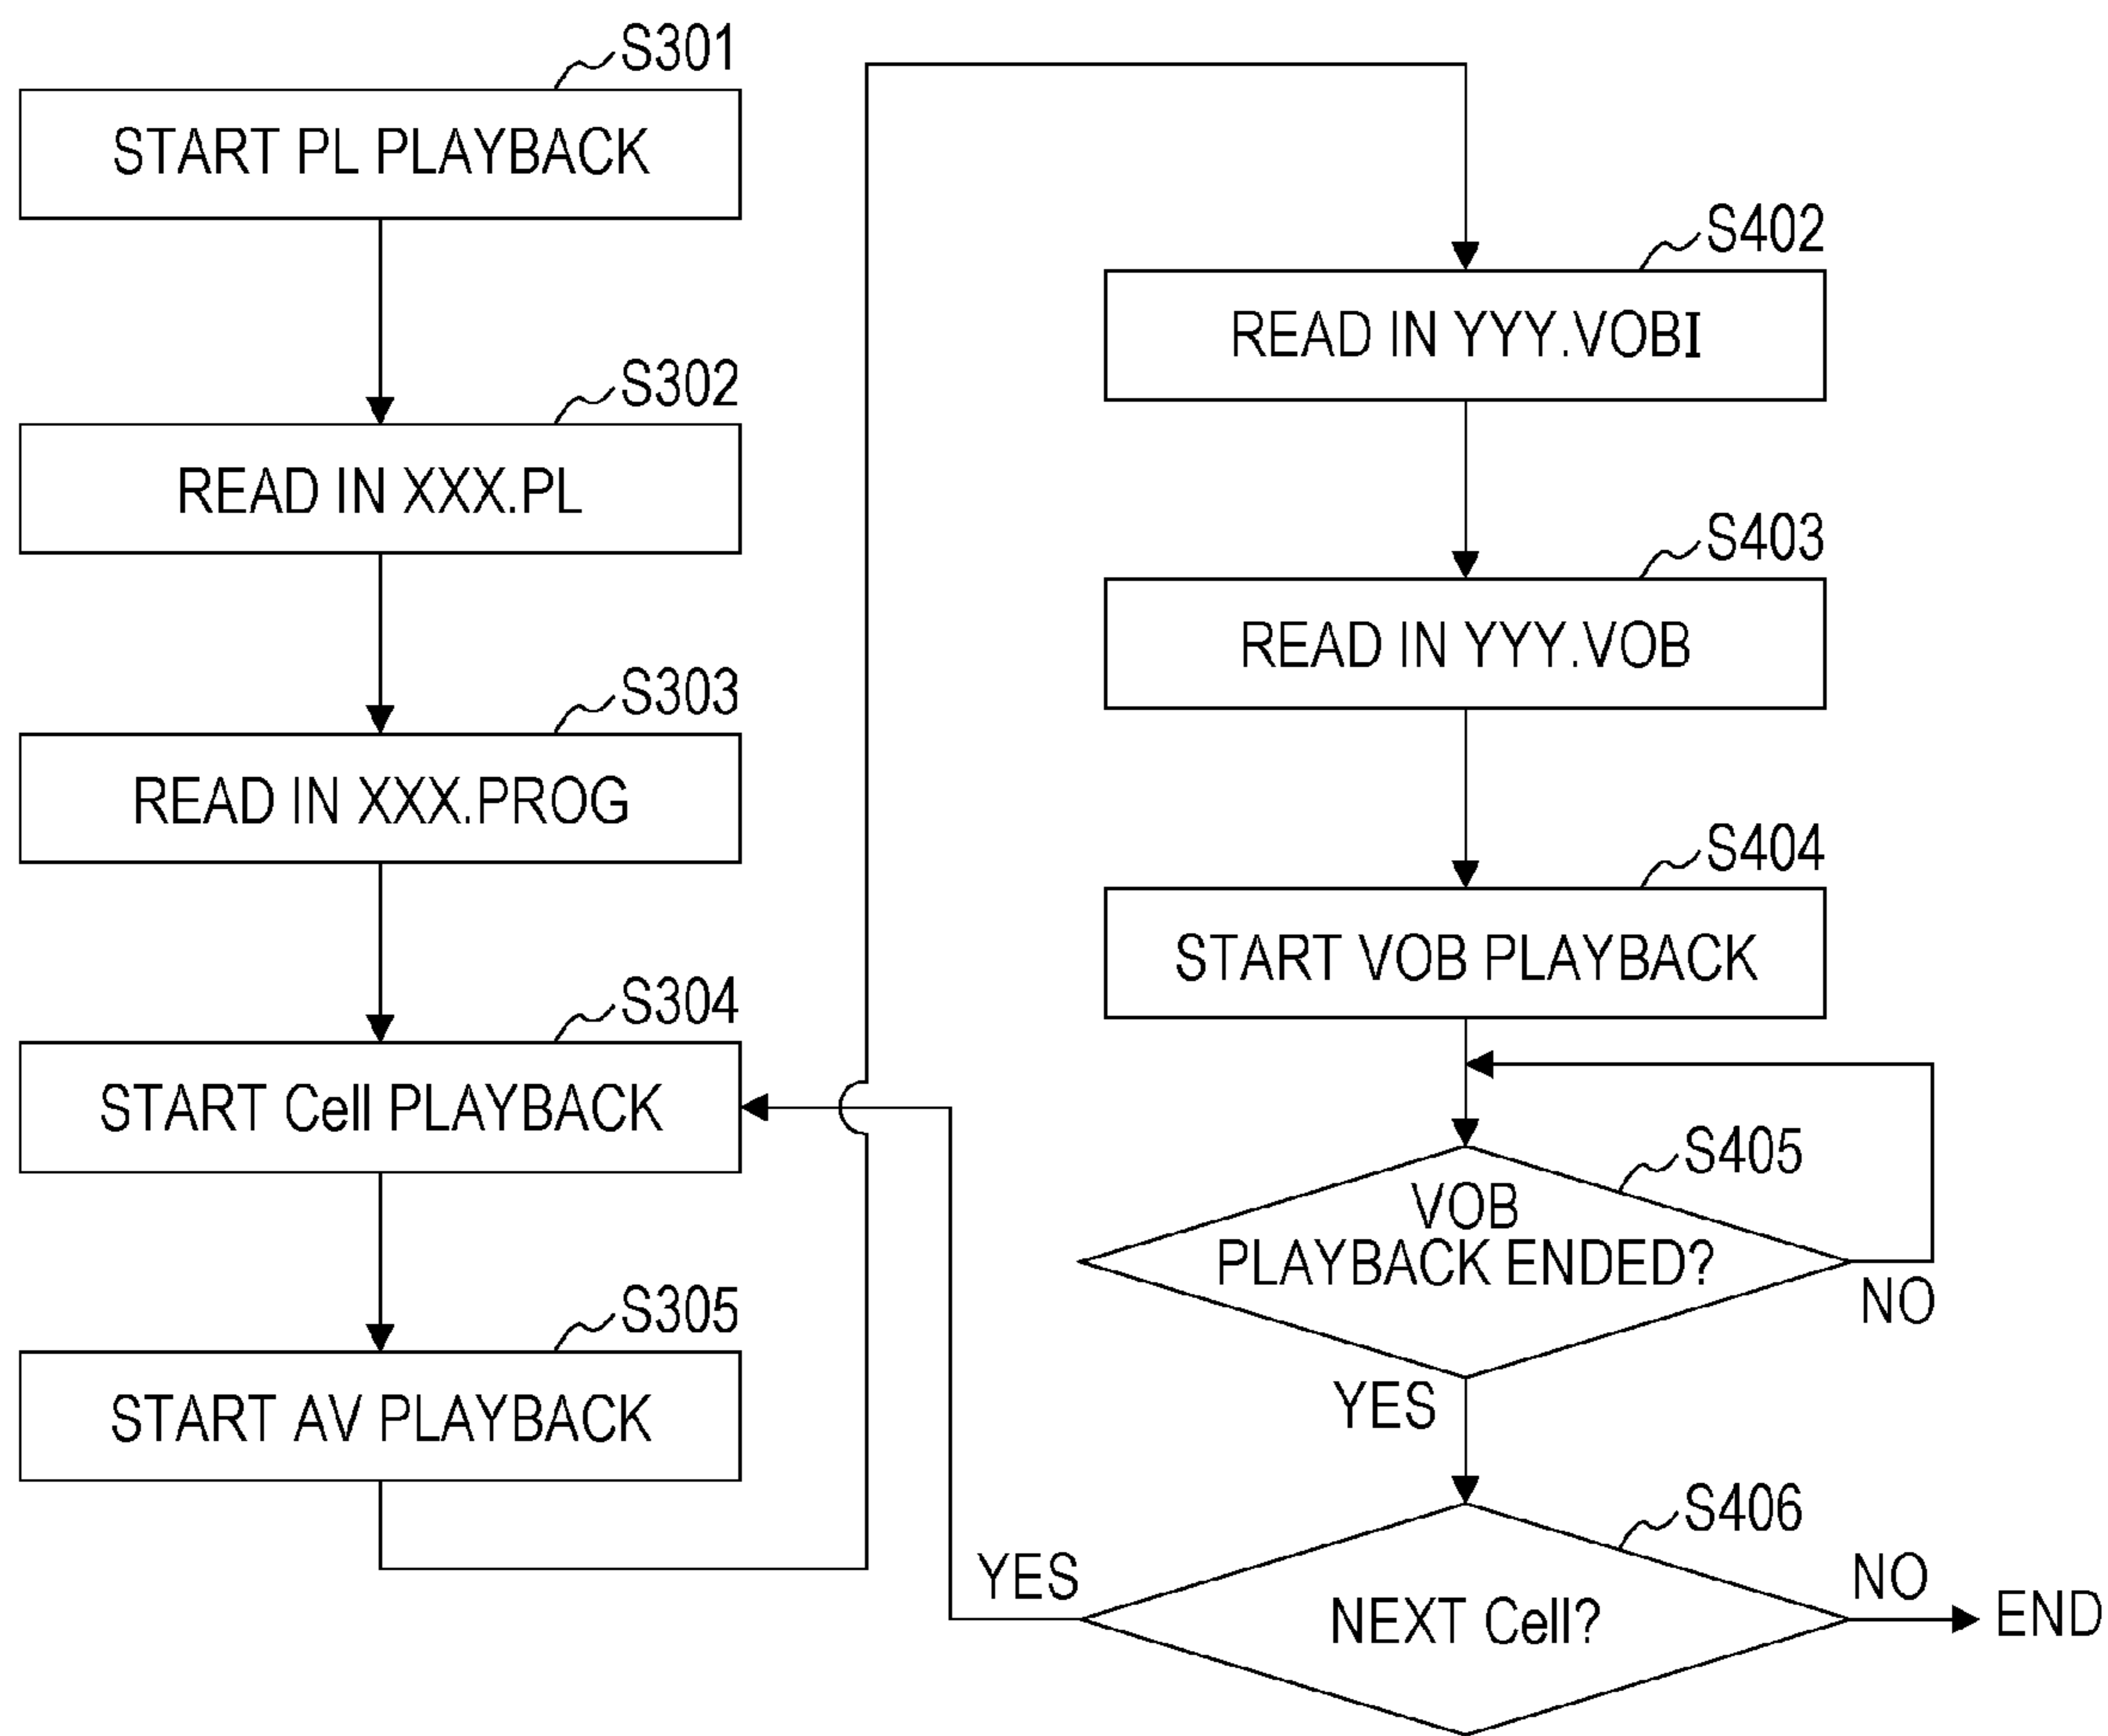 S301
START PL PLAYBACK
S302
READ IN XXX.PL
S303
READ IN XXX.PROG
S304
START Cell PLAYBACK
S305
START AV PLAYBACK
S402
READ IN YYY.VOBI
S403
READ IN YYY.VOB
S404
START VOB PLAYBACK
S405
VOB
PLAYBACK ENDED?
NO
YES
S406
YES
NEXT Cell?
NO
END